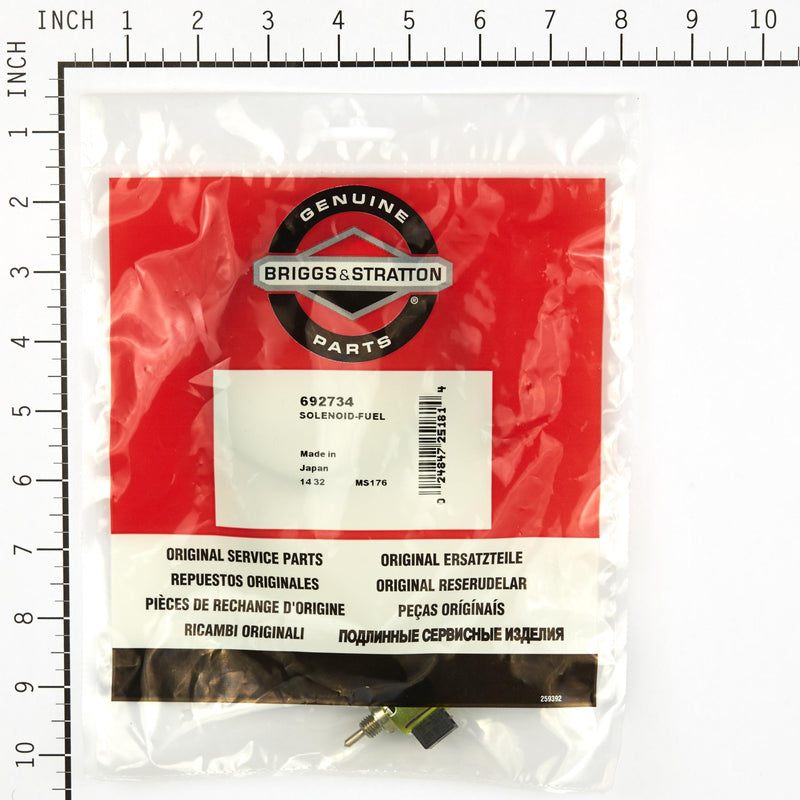 INCH 1 2 3 4 5 6 7 8 9 10
INCH
1
2
3
4
5
6
7
8
9
10
GENUINE
BRIGGS & STRATTON
®
PARTS
692734
SOLENOID-FUEL
Made in
Japan
14 32 MS176
0 24847 25181 4
ORIGINAL SERVICE PARTS ORIGINAL ERSATZTEILE
REPUESTOS ORIGINALES ORIGINAL RESERUDELAR
PIÈCES DE RECHANGE D'ORIGINE PEÇAS ORÍGÍNAÍS
RICAMBI ORIGINALI ПОДЛИННЫЕ СЕРВИСНЫЕ ИЗДЕЛИЯ
259392